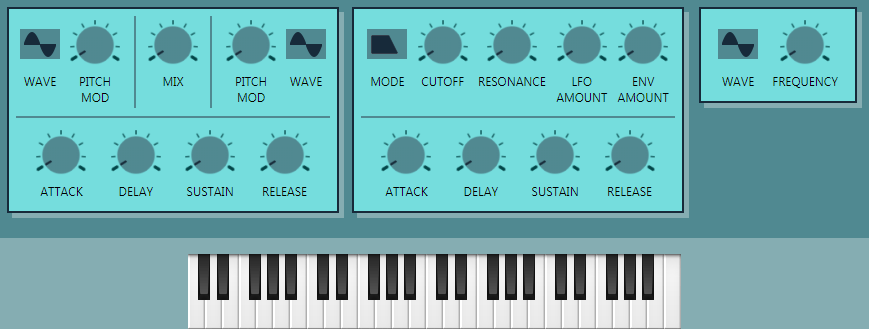 WAVE
PITCH
MOD
MIX
PITCH
MOD
WAVE
ATTACK
DELAY
SUSTAIN
RELEASE
MODE
CUTOFF
RESONANCE
LFO
AMOUNT
ENV
AMOUNT
ATTACK
DELAY
SUSTAIN
RELEASE
WAVE
FREQUENCY